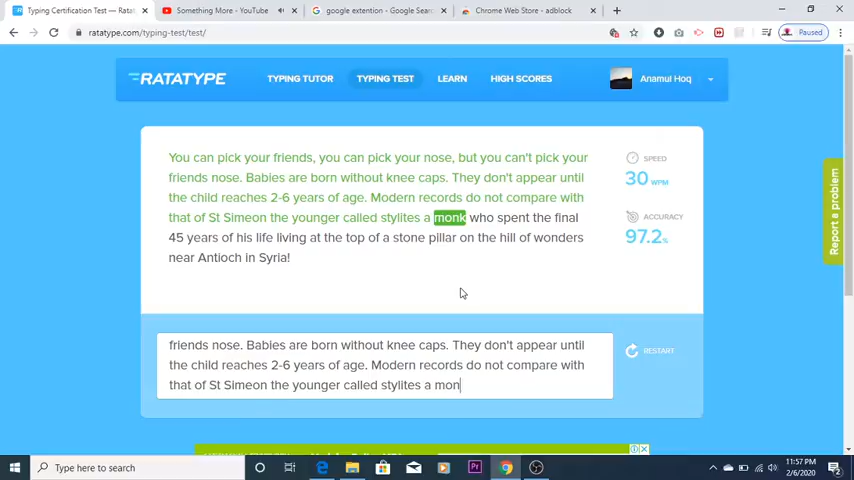 Typing Certification Test — Rata
Something More - YouTube
google extention - Google Sear
Chrome Web Store - adblock
ratatype.com/typing-test/test/
Paused
RATATYPE
TYPING TUTOR
TYPING TEST
LEARN
HIGH SCORES
Anamul Hoq
You can pick your friends, you can pick your nose, but you can't pick your
friends nose. Babies are born without knee caps. They don't appear until
the child reaches 2-6 years of age. Modern records do not compare with
that of St Simeon the younger called stylites a monk who spent the final
45 years of his life living at the top of a stone pillar on the hill of wonders
near Antioch in Syria!
SPEED
30 WPM
ACCURACY
97.2%
Report a problem
friends nose. Babies are born without knee caps. They don't appear until
the child reaches 2-6 years of age. Modern records do not compare with
that of St Simeon the younger called stylites a mon
RESTART
Type here to search
11:57 PM
2/6/2020
2